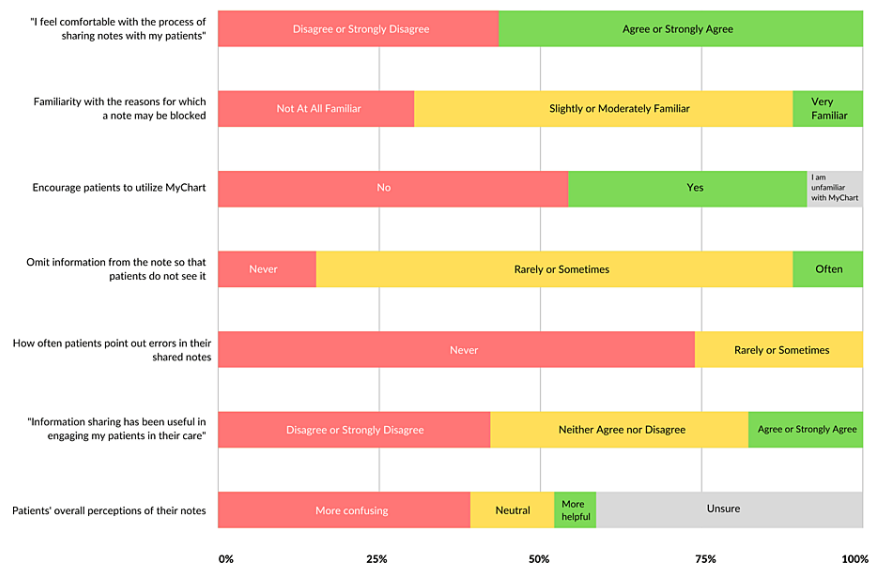 "I feel comfortable with the process of
sharing notes with my patients"
Disagree or Strongly Disagree
Agree or Strongly Agree
Familiarity with the reasons for which
a note may be blocked
Not At All Familiar
Slightly or Moderately Familiar
Very
Familiar
Encourage patients to utilize MyChart
No
Yes
I am
unfamiliar
with MyChart
Omit information from the note so that
patients do not see it
Never
Rarely or Sometimes
Often
How often patients point out errors in their
shared notes
Never
Rarely or Sometimes
"Information sharing has been useful in
engaging my patients in their care"
Disagree or Strongly Disagree
Neither Agree nor Disagree
Agree or Strongly Agree
Patients' overall perceptions of their notes
More confusing
Neutral
More
helpful
Unsure
0% 25% 50% 75% 100%